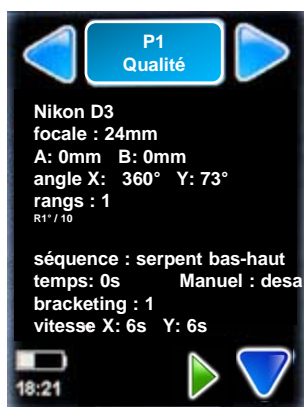 P1
Qualité
Nikon D3
focale : 24mm
A: 0mm B: 0mm
angle X: 360° Y: 73°
rangs : 1
R1° / 10
séquence : serpent bas-haut
temps: 0s Manuel : desa
bracketing : 1
vitesse X: 6s Y: 6s
18:21